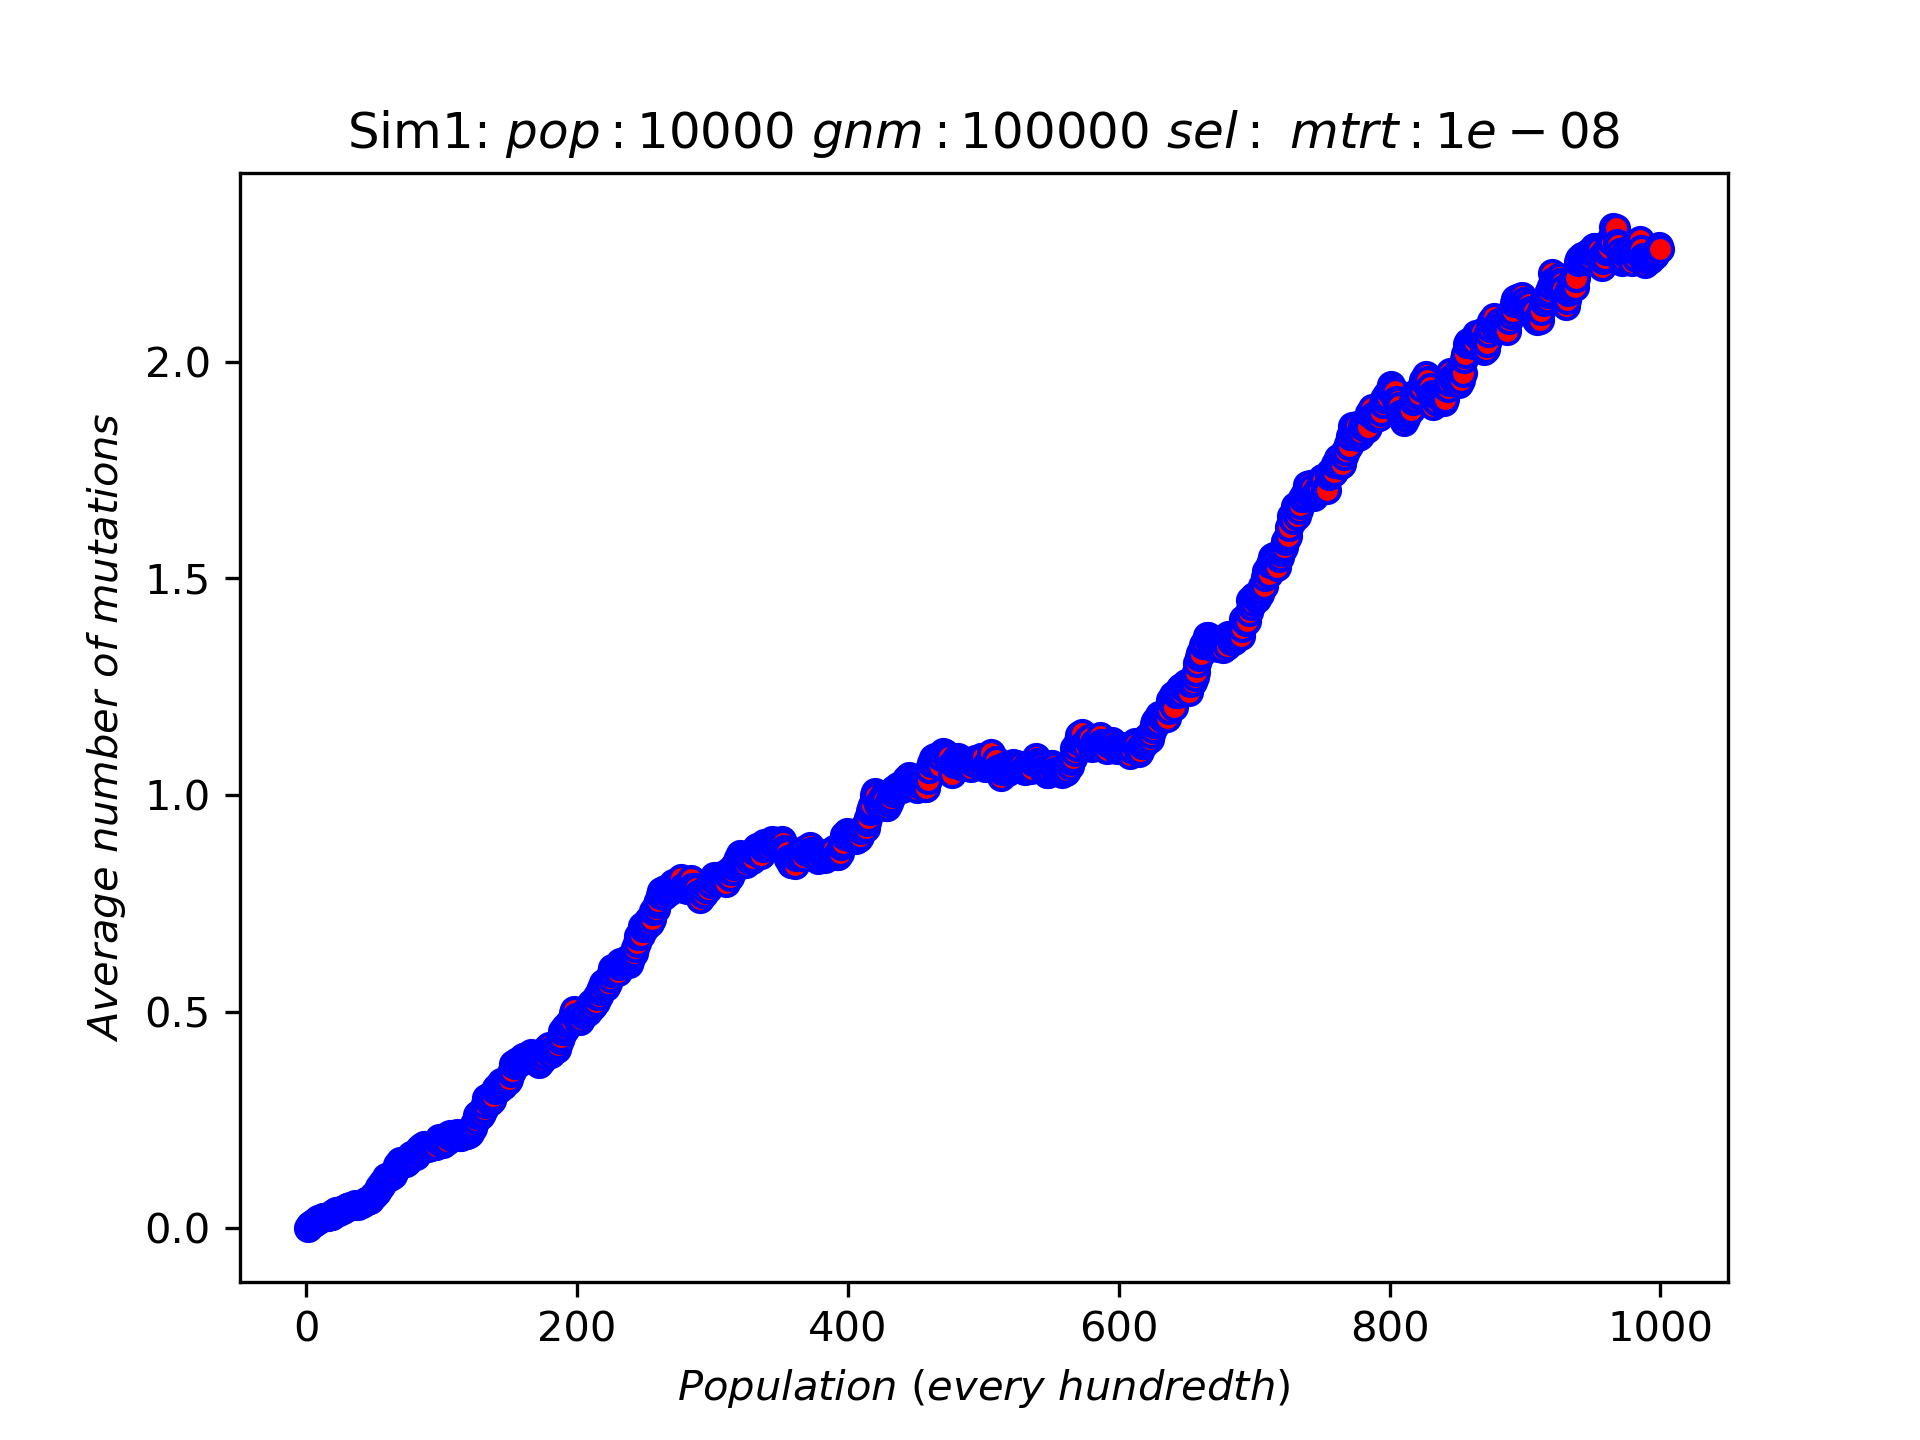 Sim1: pop : 10000 gnm : 100000 sel : mtrt : 1e − 08
Average number of mutations
2.0
1.5
1.0
0.5
0.0
0 200 400 600 800 1000
Population (every hundredth)